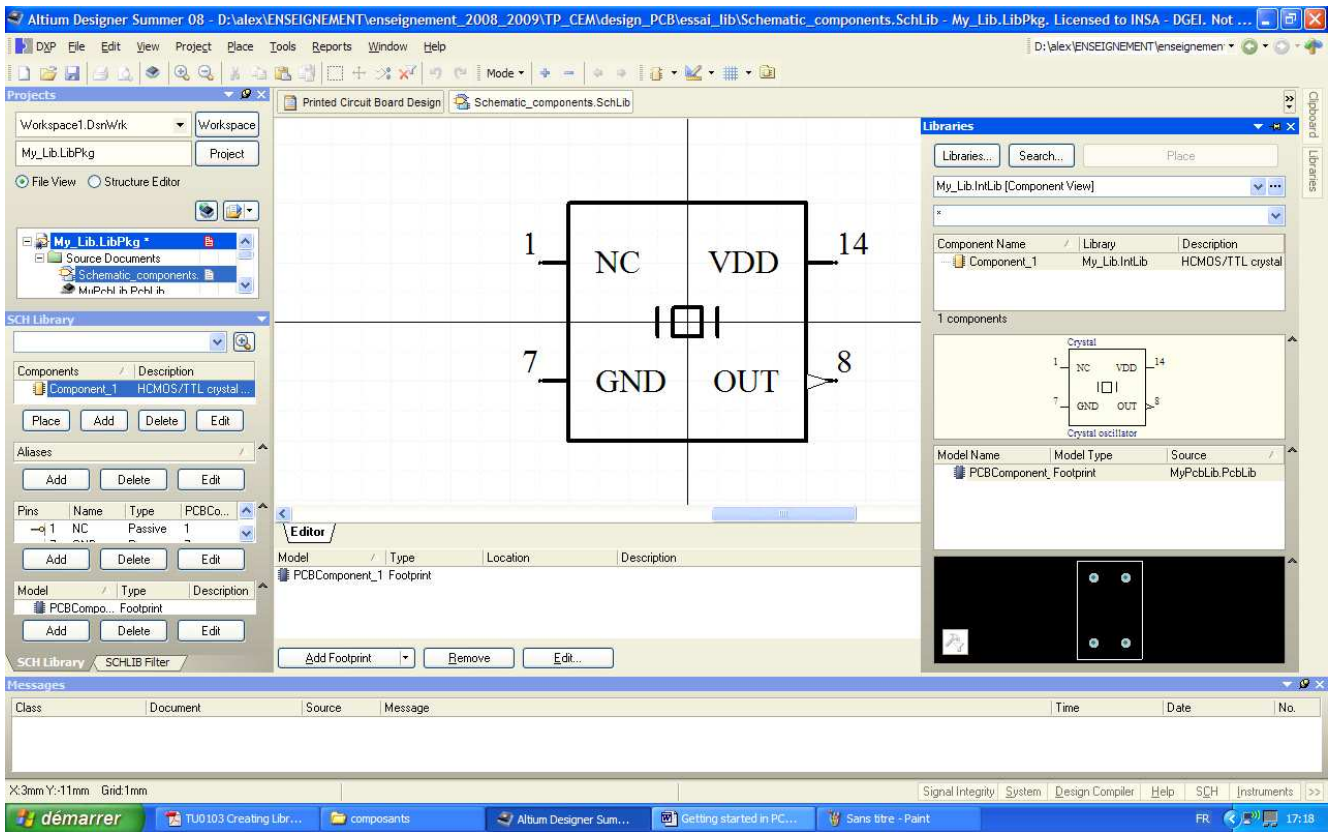 Altium Designer Summer 08 - D:\alex\ENSEIGNEMENT\enseignement_2008_2009\TP_CEM\design_PCB\essai_lib\Schematic_components.SchLib - My_Lib.LibPkg. Licensed to INSA - DGEI. Not ...
DXP File Edit View Project Place Tools Reports Window Help
D:\alex\ENSEIGNEMENT\enseignemen
Mode
Projects
Workspace1.DsnWrk Workspace
My_Lib.LibPkg Project
File View Structure Editor
My_Lib.LibPkg *
Source Documents
Schematic_components.
MyPcbLib.PcbLib
SCH Library
Components / Description
Component_1 HCMOS/TTL crystal ...
Place Add Delete Edit
Aliases /
Add Delete Edit
Pins Name Type PCBCo...
1 NC Passive 1
Add Delete Edit
Model / Type Description
PCBCompo... Footprint
Add Delete Edit
SCH Library SCHLIB Filter
Printed Circuit Board Design Schematic_components.SchLib
1 NC VDD 14
7 GND OUT 8
Editor
Model / Type Location Description
PCBComponent_1 Footprint
Add Footprint Remove Edit...
Libraries
Libraries... Search... Place
My_Lib.IntLib [Component View] ...
*
Component Name / Library Description
Component_1 My_Lib.IntLib HCMOS/TTL crystal
1 components
Crystal
1 NC VDD 14
7 GND OUT 8
Crystal oscillator
Model Name Model Type Source /
PCBComponent_ Footprint MyPcbLib.PcbLib
Clipboard
Libraries
Messages
Class Document Source Message Time Date No.
X:3mm Y:-11mm Grid:1mm
Signal Integrity System Design Compiler Help SCH Instruments >>
démarrer TU0103 Creating Libr... composants Altium Designer Sum... Getting started in PC... Sans titre - Paint FR 17:18